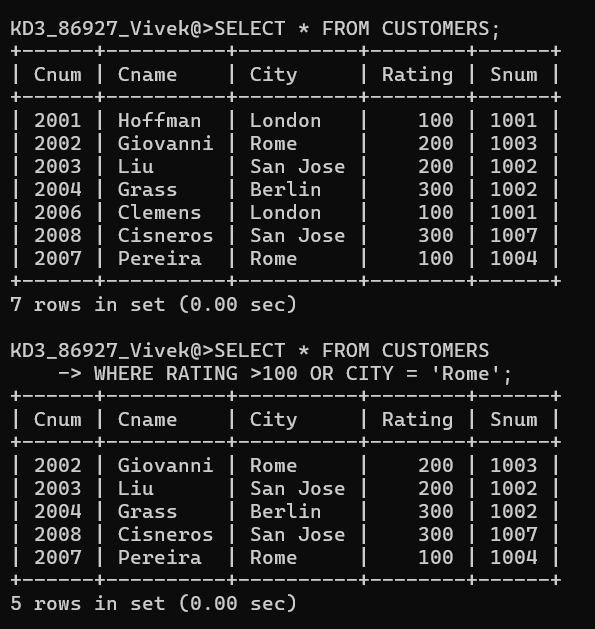 KD3_86927_Vivek@>SELECT * FROM CUSTOMERS;
+------+----------+----------+--------+------+
| Cnum | Cname    | City     | Rating | Snum |
+------+----------+----------+--------+------+
| 2001 | Hoffman  | London   |    100 | 1001 |
| 2002 | Giovanni | Rome     |    200 | 1003 |
| 2003 | Liu      | San Jose |    200 | 1002 |
| 2004 | Grass    | Berlin   |    300 | 1002 |
| 2006 | Clemens  | London   |    100 | 1001 |
| 2008 | Cisneros | San Jose |    300 | 1007 |
| 2007 | Pereira  | Rome     |    100 | 1004 |
+------+----------+----------+--------+------+
7 rows in set (0.00 sec)

KD3_86927_Vivek@>SELECT * FROM CUSTOMERS
    -> WHERE RATING >100 OR CITY = 'Rome';
+------+----------+----------+--------+------+
| Cnum | Cname    | City     | Rating | Snum |
+------+----------+----------+--------+------+
| 2002 | Giovanni | Rome     |    200 | 1003 |
| 2003 | Liu      | San Jose |    200 | 1002 |
| 2004 | Grass    | Berlin   |    300 | 1002 |
| 2008 | Cisneros | San Jose |    300 | 1007 |
| 2007 | Pereira  | Rome     |    100 | 1004 |
+------+----------+----------+--------+------+
5 rows in set (0.00 sec)